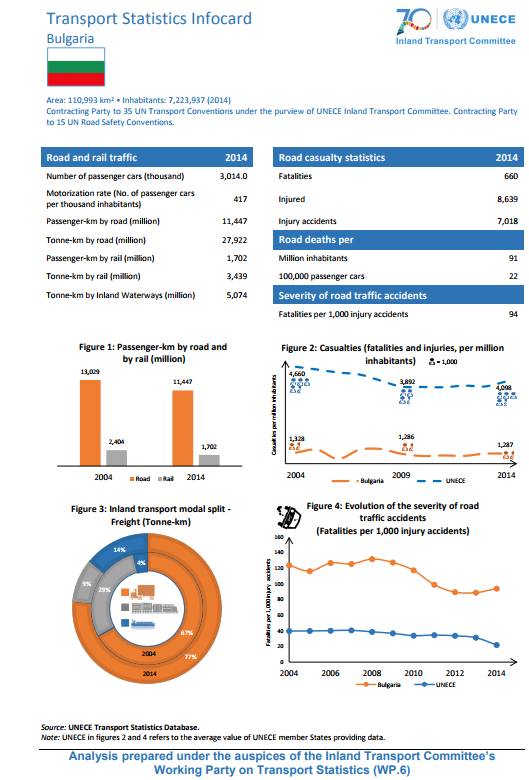 Transport Statistics Infocard
Bulgaria
70
UNECE
Inland Transport Committee
Area: 110,993 km² • Inhabitants: 7,223,937 (2014)
Contracting Party to 35 UN Transport Conventions under the purview of UNECE Inland Transport Committee. Contracting Party
to 15 UN Road Safety Conventions.
Road and rail traffic 2014
Number of passenger cars (thousand) 3,014.0
Motorization rate (No. of passenger cars
per thousand inhabitants) 417
Passenger-km by road (million) 11,447
Tonne-km by road (million) 27,922
Passenger-km by rail (million) 1,702
Tonne-km by rail (million) 3,439
Tonne-km by Inland Waterways (million) 5,074
Road casualty statistics 2014
Fatalities 660
Injured 8,639
Injury accidents 7,018
Road deaths per
Million inhabitants 91
100,000 passenger cars 22
Severity of road traffic accidents
Fatalities per 1,000 injury accidents 94
Figure 1: Passenger-km by road and
by rail (million)
13,029
2,404
11,447
1,702
2004 2014
Road Rail
Figure 2: Casualties (fatalities and injuries, per million
inhabitants) = 1,000
Casualties per million inhabitants
4,660
3,892
4,098
1,328
1,286
1,287
2004 2009 2014
Bulgaria UNECE
Figure 3: Inland transport modal split -
Freight (Tonne-km)
14%
4%
9%
29%
67%
77%
2004
2014
Figure 4: Evolution of the severity of road
traffic accidents
(Fatalities per 1,000 injury accidents)
Fatalities per 1,000 injury accidents
160
140
120
100
80
60
40
20
0
2004 2006 2008 2010 2012 2014
Bulgaria UNECE
Source: UNECE Transport Statistics Database.
Note: UNECE in figures 2 and 4 refers to the average value of UNECE member States providing data.
Analysis prepared under the auspices of the Inland Transport Committee's
Working Party on Transport Statistics (WP.6)